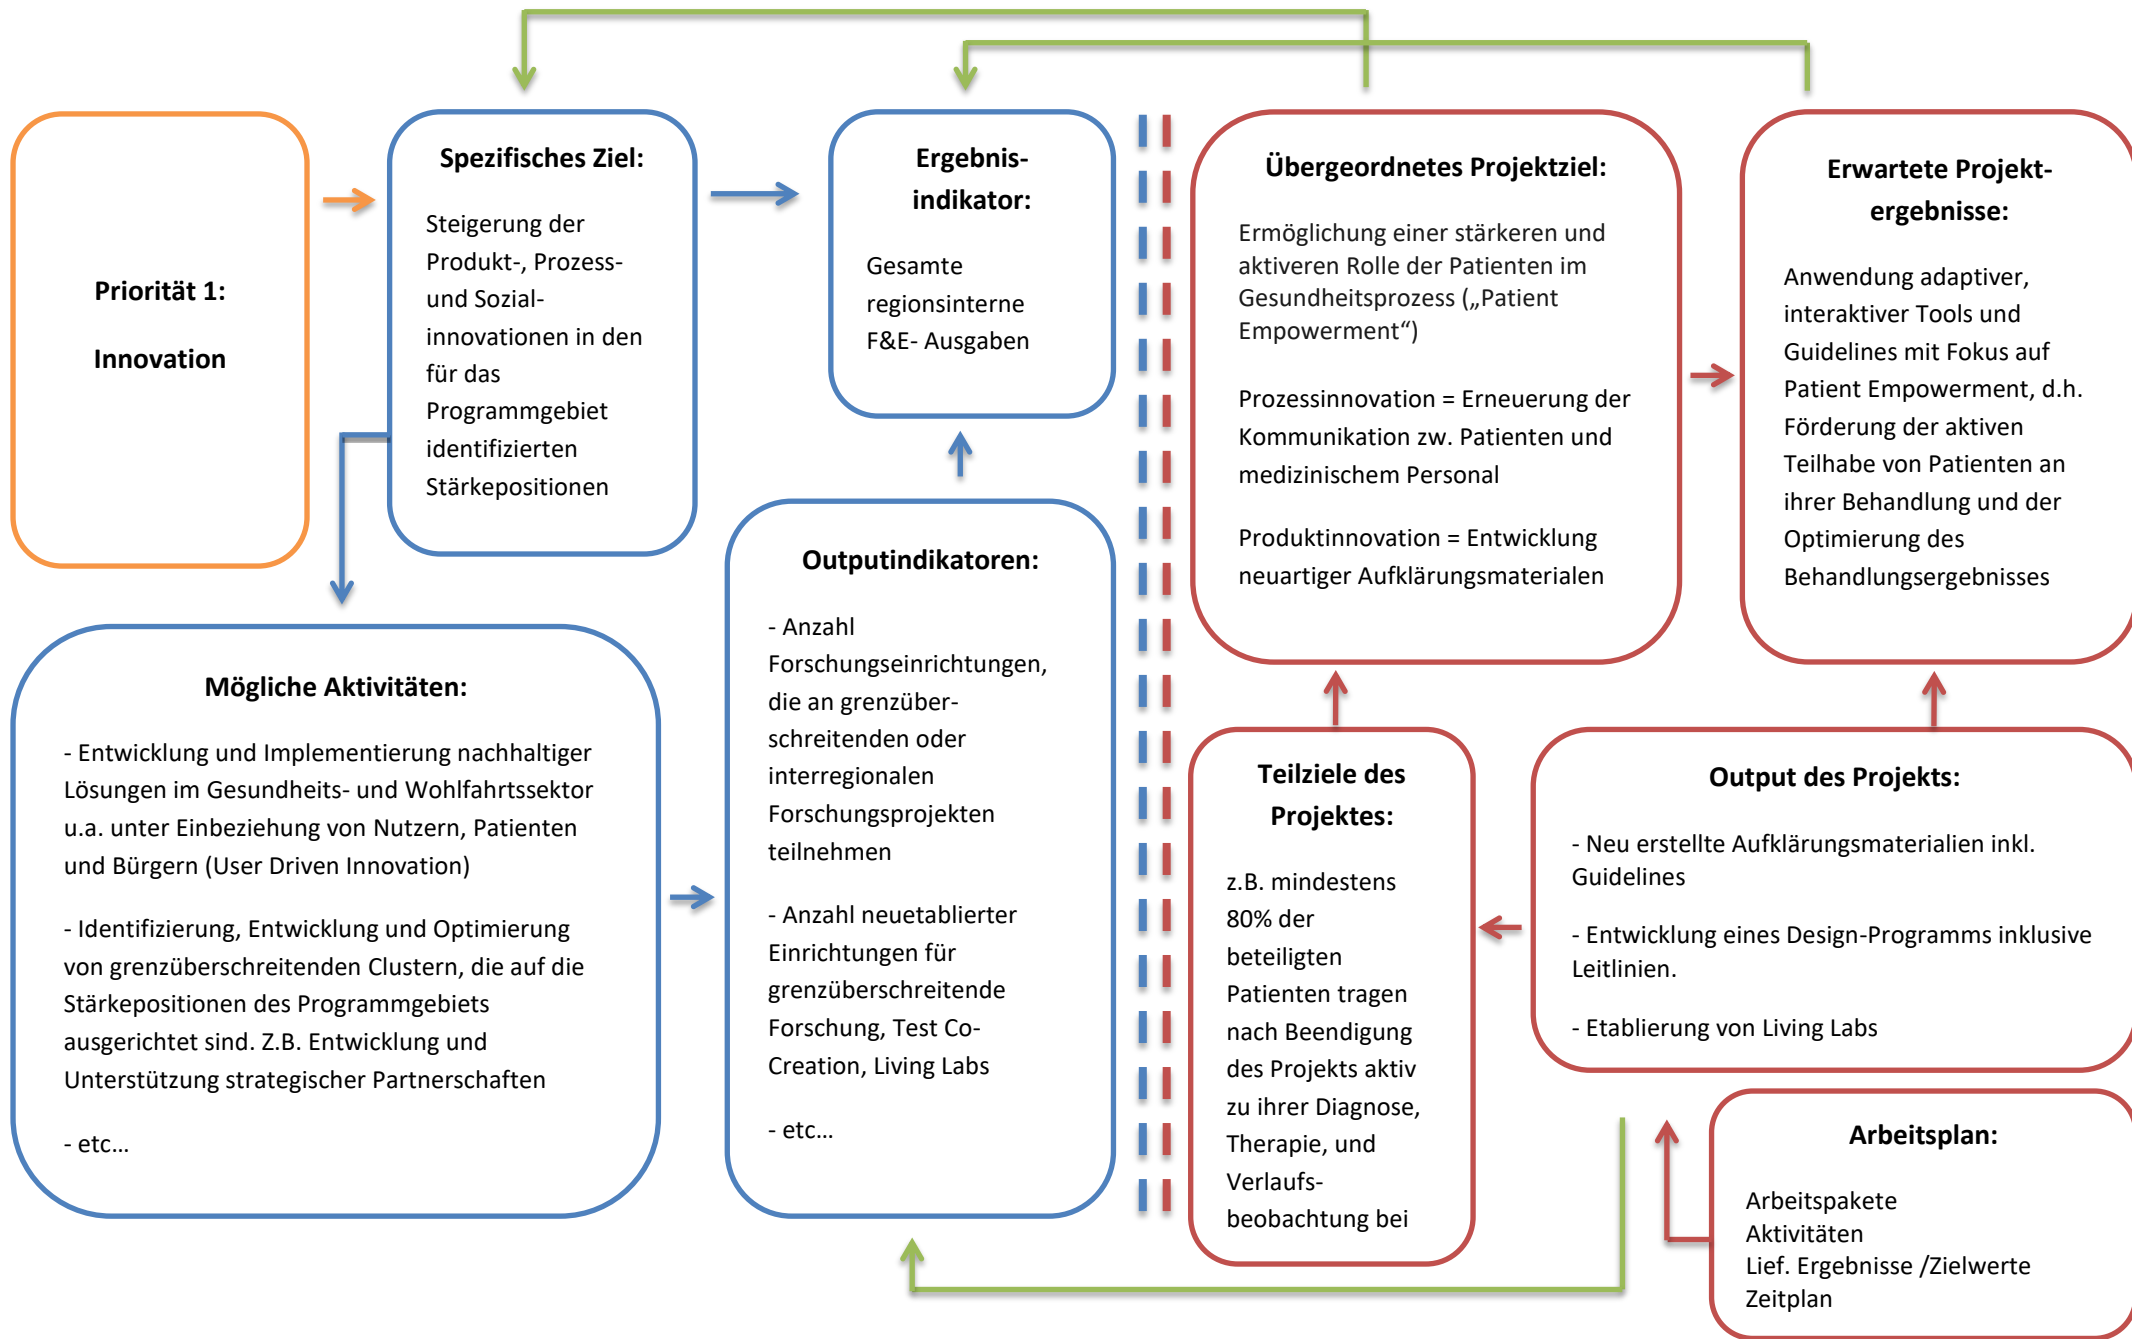 Priorität 1:
Innovation
Spezifisches Ziel:
Steigerung der
Produkt-, Prozess-
und Sozial-
innovationen in den
für das
Programmgebiet
identifizierten
Stärkepositionen
Ergebnis-
indikator:
Gesamte
regionsinterne
F&E- Ausgaben
Mögliche Aktivitäten:
- Entwicklung und Implementierung nachhaltiger
Lösungen im Gesundheits- und Wohlfahrtssektor
u.a. unter Einbeziehung von Nutzern, Patienten
und Bürgern (User Driven Innovation)
- Identifizierung, Entwicklung und Optimierung
von grenzüberschreitenden Clustern, die auf die
Stärkepositionen des Programmgebiets
ausgerichtet sind. Z.B. Entwicklung und
Unterstützung strategischer Partnerschaften
- etc…
Outputindikatoren:
- Anzahl
Forschungseinrichtungen,
die an grenzüber-
schreitenden oder
interregionalen
Forschungsprojekten
teilnehmen
- Anzahl neuetablierter
Einrichtungen für
grenzüberschreitende
Forschung, Test Co-
Creation, Living Labs
- etc…
Übergeordnetes Projektziel:
Ermöglichung einer stärkeren und
aktiveren Rolle der Patienten im
Gesundheitsprozess („Patient
Empowerment“)
Prozessinnovation = Erneuerung der
Kommunikation zw. Patienten und
medizinischem Personal
Produktinnovation = Entwicklung
neuartiger Aufklärungsmaterialen
Erwartete Projekt-
ergebnisse:
Anwendung adaptiver,
interaktiver Tools und
Guidelines mit Fokus auf
Patient Empowerment, d.h.
Förderung der aktiven
Teilhabe von Patienten an
ihrer Behandlung und der
Optimierung des
Behandlungsergebnisses
Teilziele des
Projektes:
z.B. mindestens
80% der
beteiligten
Patienten tragen
nach Beendigung
des Projekts aktiv
zu ihrer Diagnose,
Therapie, und
Verlaufs-
beobachtung bei
Output des Projekts:
- Neu erstellte Aufklärungsmaterialien inkl.
Guidelines
- Entwicklung eines Design-Programms inklusive
Leitlinien.
- Etablierung von Living Labs
Arbeitsplan:
Arbeitspakete
Aktivitäten
Lief. Ergebnisse /Zielwerte
Zeitplan